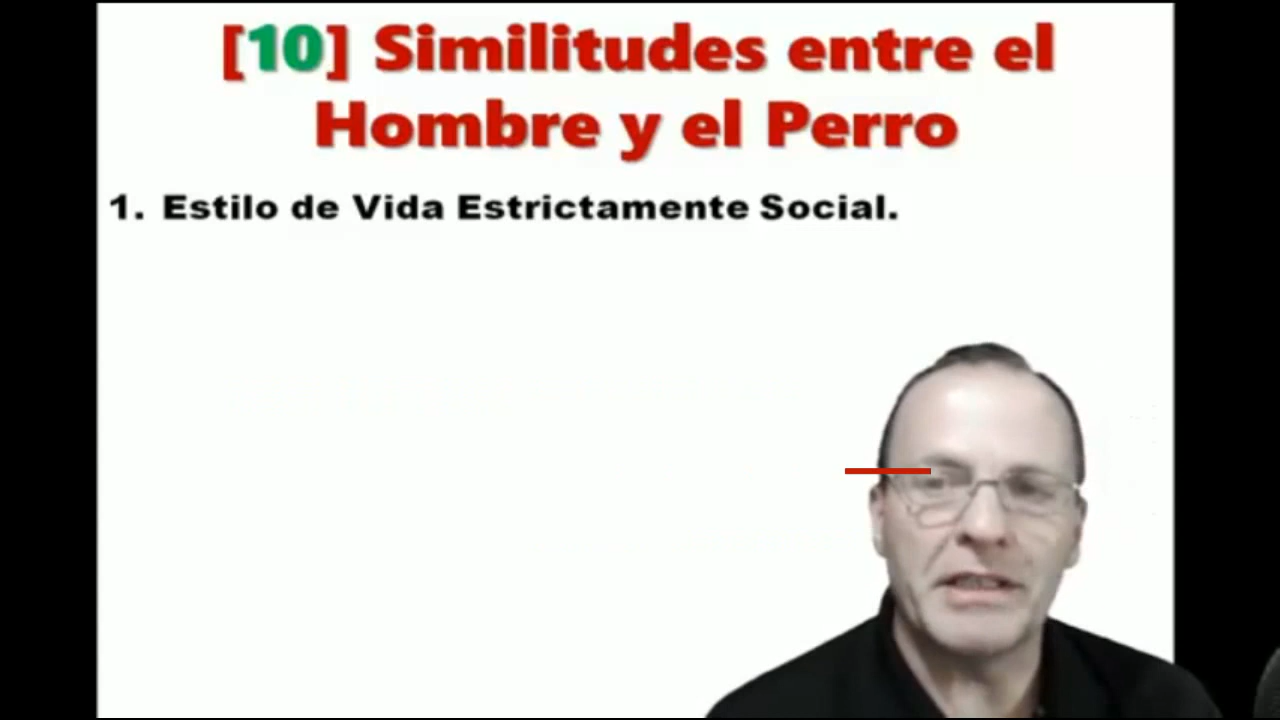 [10] Similitudes entre el
Hombre y el Perro
1. Estilo de Vida Estrictamente Social.